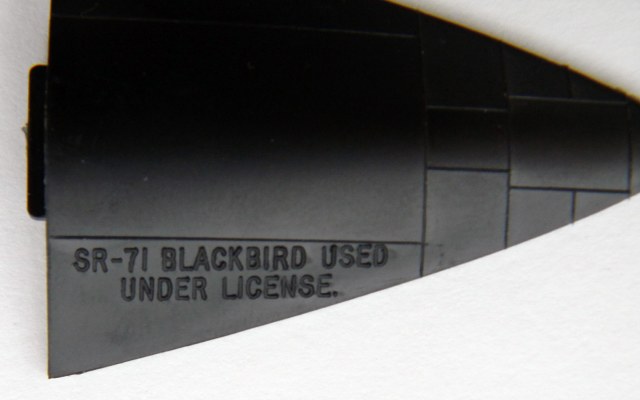 SR-71 BLACKBIRD USED
UNDER LICENSE.